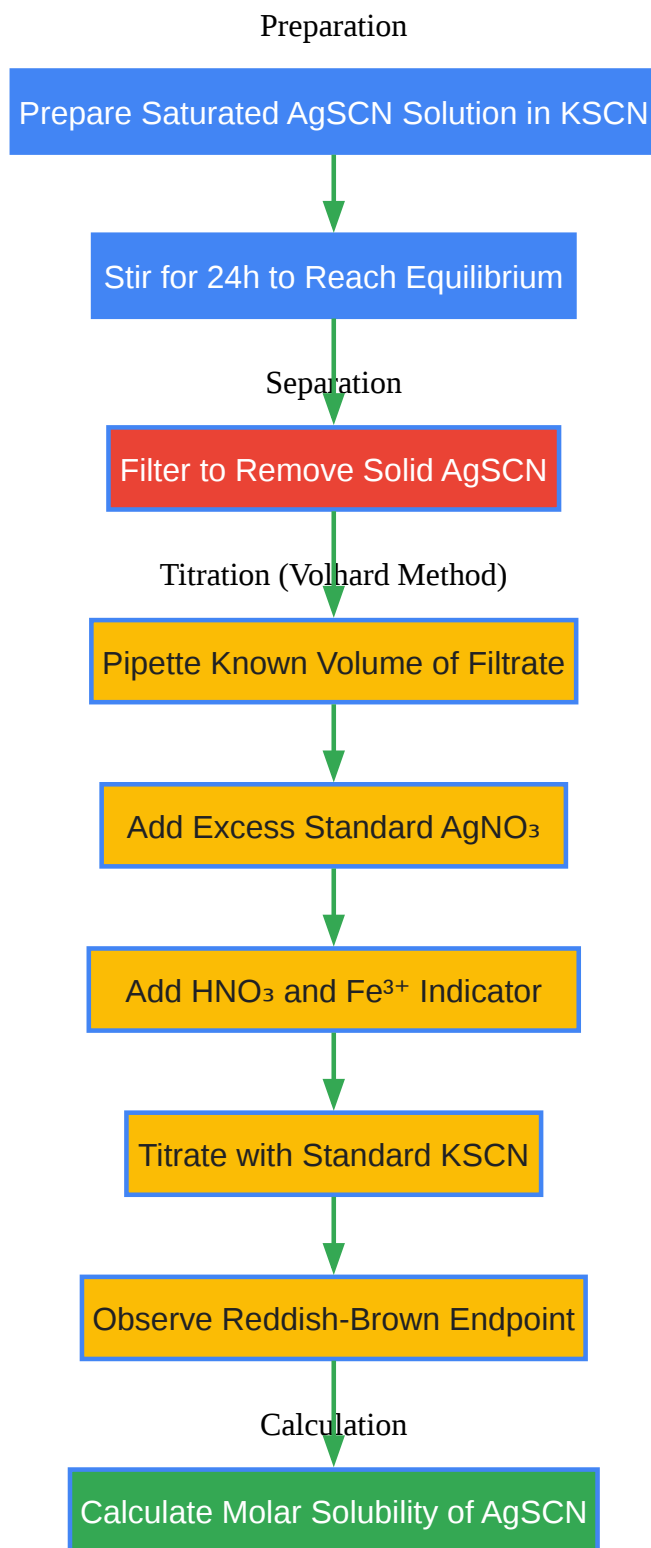 Preparation
Prepare Saturated AgSCN Solution in KSCN
Stir for 24h to Reach Equilibrium
Separation
Filter to Remove Solid AgSCN
Titration (Volhard Method)
Pipette Known Volume of Filtrate
Add Excess Standard AgNO₃
Add HNO₃ and Fe³⁺ Indicator
Titrate with Standard KSCN
Observe Reddish-Brown Endpoint
Calculation
Calculate Molar Solubility of AgSCN